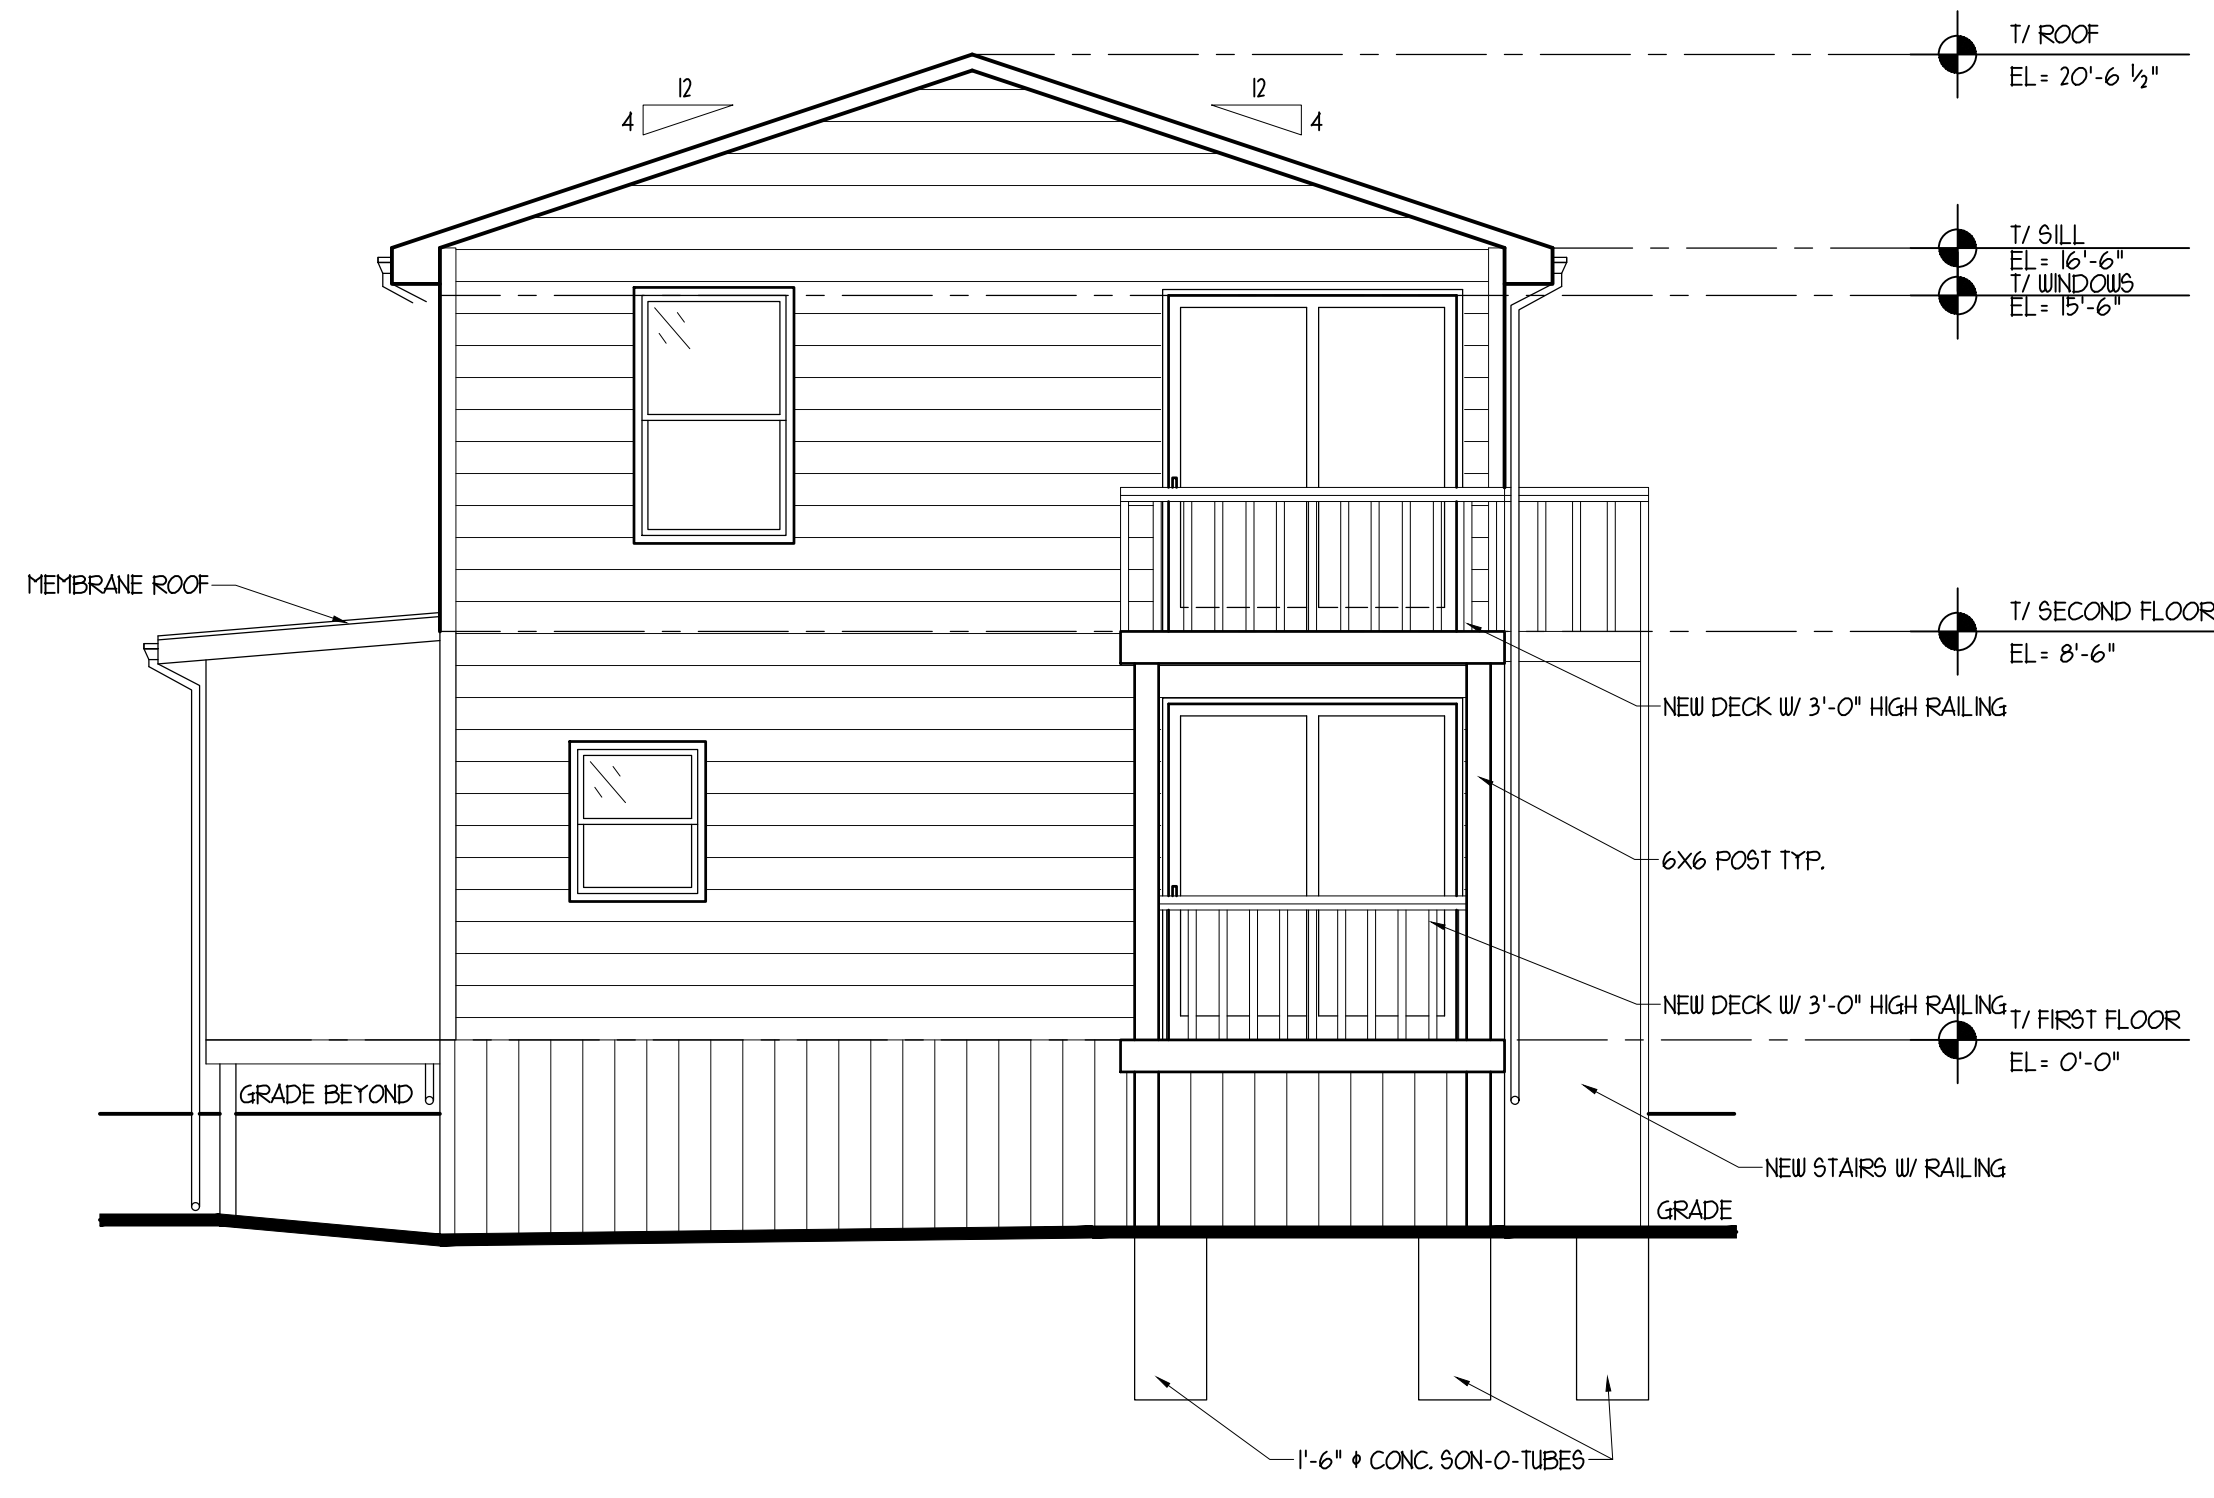 T/ ROOF
EL= 20'-6 ½"
12
4
12
4
T/ SILL
EL= 16'-6"
T/ WINDOWS
EL= 15'-6"
MEMBRANE ROOF
T/ SECOND FLOOR
EL= 8'-6"
NEW DECK W/ 3'-0" HIGH RAILING
6X6 POST TYP.
NEW DECK W/ 3'-0" HIGH RAILING
T/ FIRST FLOOR
EL= 0'-0"
GRADE BEYOND
NEW STAIRS W/ RAILING
GRADE
1'-6" ϕ CONC. SON-O-TUBES